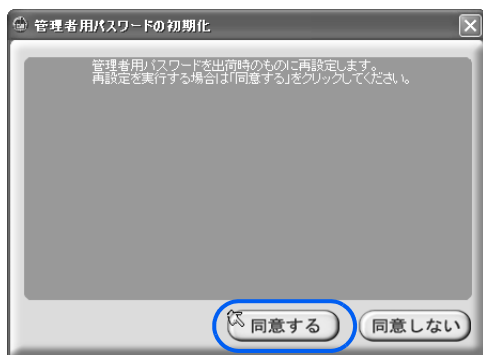 管理者用パスワードの初期化
管理者用パスワードを出荷時のものに再設定します。
再設定を実行する場合は「同意する」をクリックしてください。
同意する
同意しない